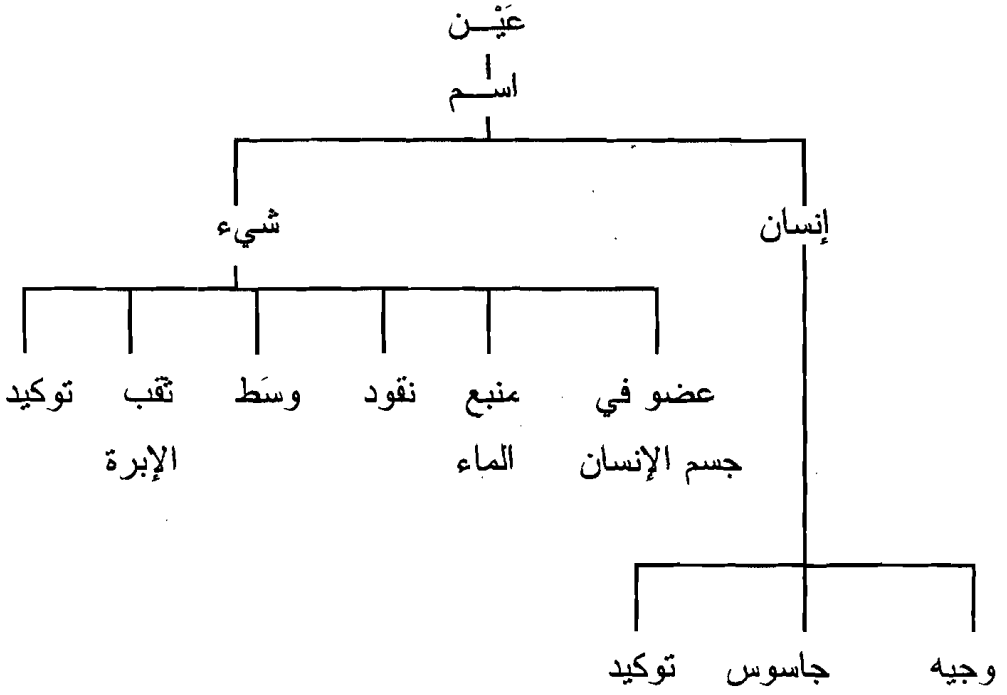 عَيْـن
اسـم
إنسان شيء
عضو في منبع نقود وسَط ثقب توكيد
جسم الإنسان الماء الإبرة
وجيه جاسوس توكيد